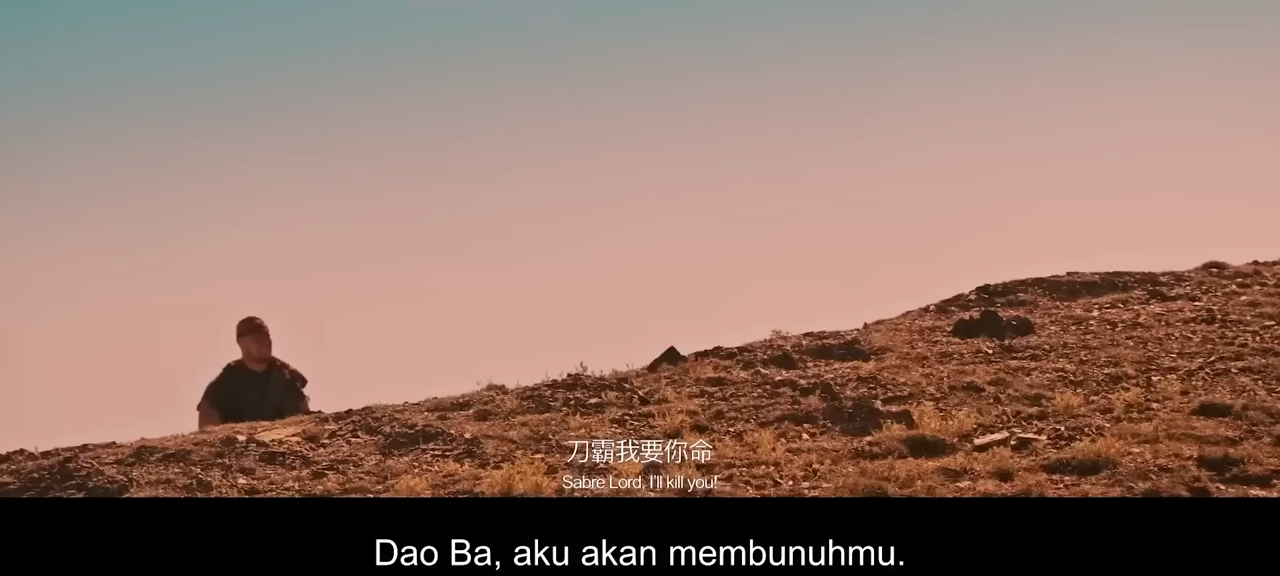 刀霸我要你命
Sabre Lord, I'll kill you!
Dao Ba, aku akan membunuhmu.